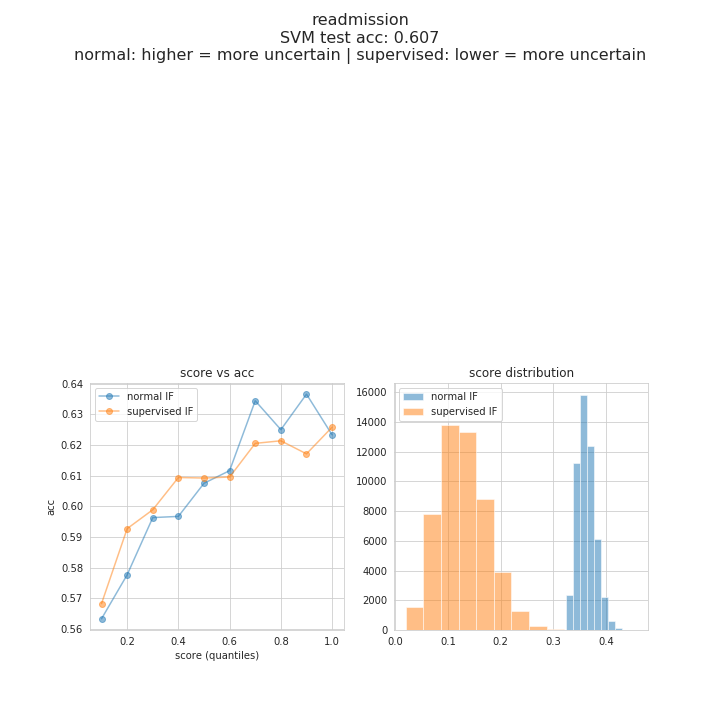 readmission
SVM test acc: 0.607
normal: higher = more uncertain | supervised: lower = more uncertain
score vs acc
normal IF
supervised IF
0.64
0.63
0.62
0.61
0.60
0.59
0.58
0.57
0.56
acc
0.2 0.4 0.6 0.8 1.0
score (quantiles)
score distribution
normal IF
supervised IF
16000
14000
12000
10000
8000
6000
4000
2000
0
0.0 0.1 0.2 0.3 0.4